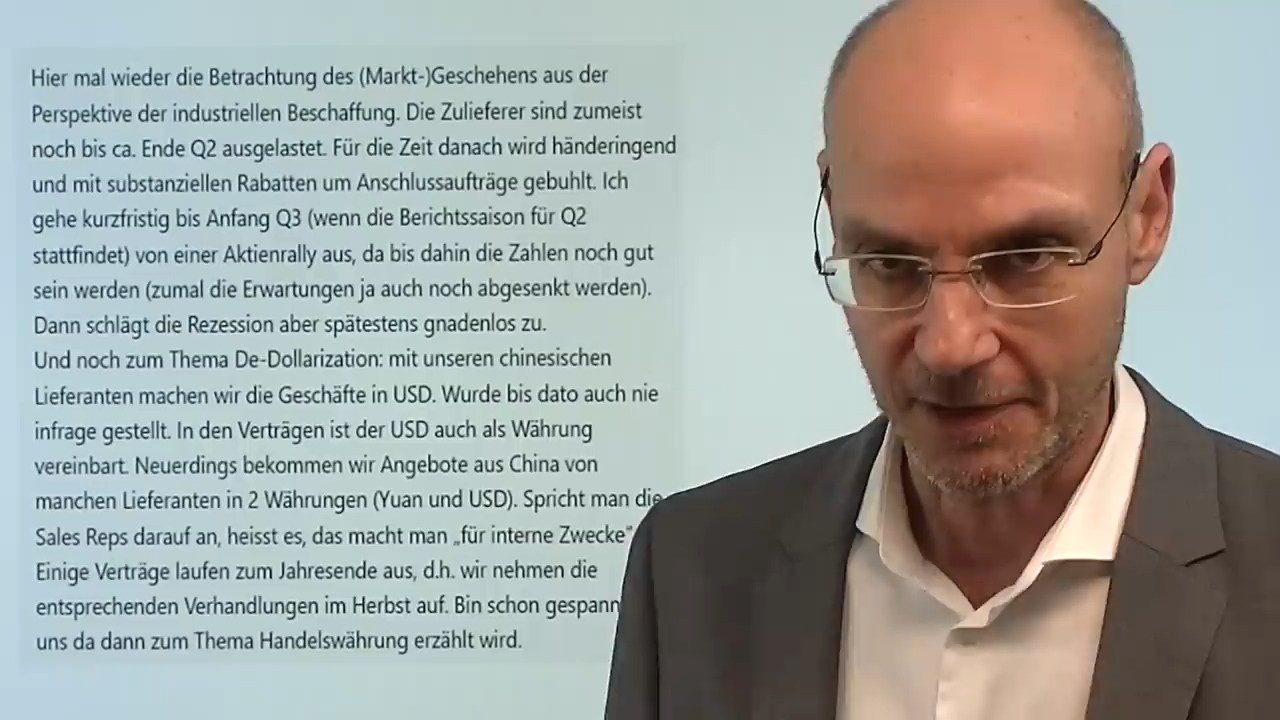 Hier mal wieder die Betrachtung des (Markt-)Geschehens aus der
Perspektive der industriellen Beschaffung. Die Zulieferer sind zumeist
noch bis ca. Ende Q2 ausgelastet. Für die Zeit danach wird händeringend
und mit substanziellen Rabatten um Anschlussaufträge gebuhlt. Ich
gehe kurzfristig bis Anfang Q3 (wenn die Berichtssaison für Q2
stattfindet) von einer Aktienrally aus, da bis dahin die Zahlen noch gut
sein werden (zumal die Erwartungen ja auch noch abgesenkt werden).
Dann schlägt die Rezession aber spätestens gnadenlos zu.
Und noch zum Thema De-Dollarization: mit unseren chinesischen
Lieferanten machen wir die Geschäfte in USD. Wurde bis dato auch nie
infrage gestellt. In den Verträgen ist der USD auch als Währung
vereinbart. Neuerdings bekommen wir Angebote aus China von
manchen Lieferanten in 2 Währungen (Yuan und USD). Spricht man die
Sales Reps darauf an, heisst es, das macht man „für interne Zwecke“
Einige Verträge laufen zum Jahresende aus, d.h. wir nehmen die
entsprechenden Verhandlungen im Herbst auf. Bin schon gespann
uns da dann zum Thema Handelswährung erzählt wird.